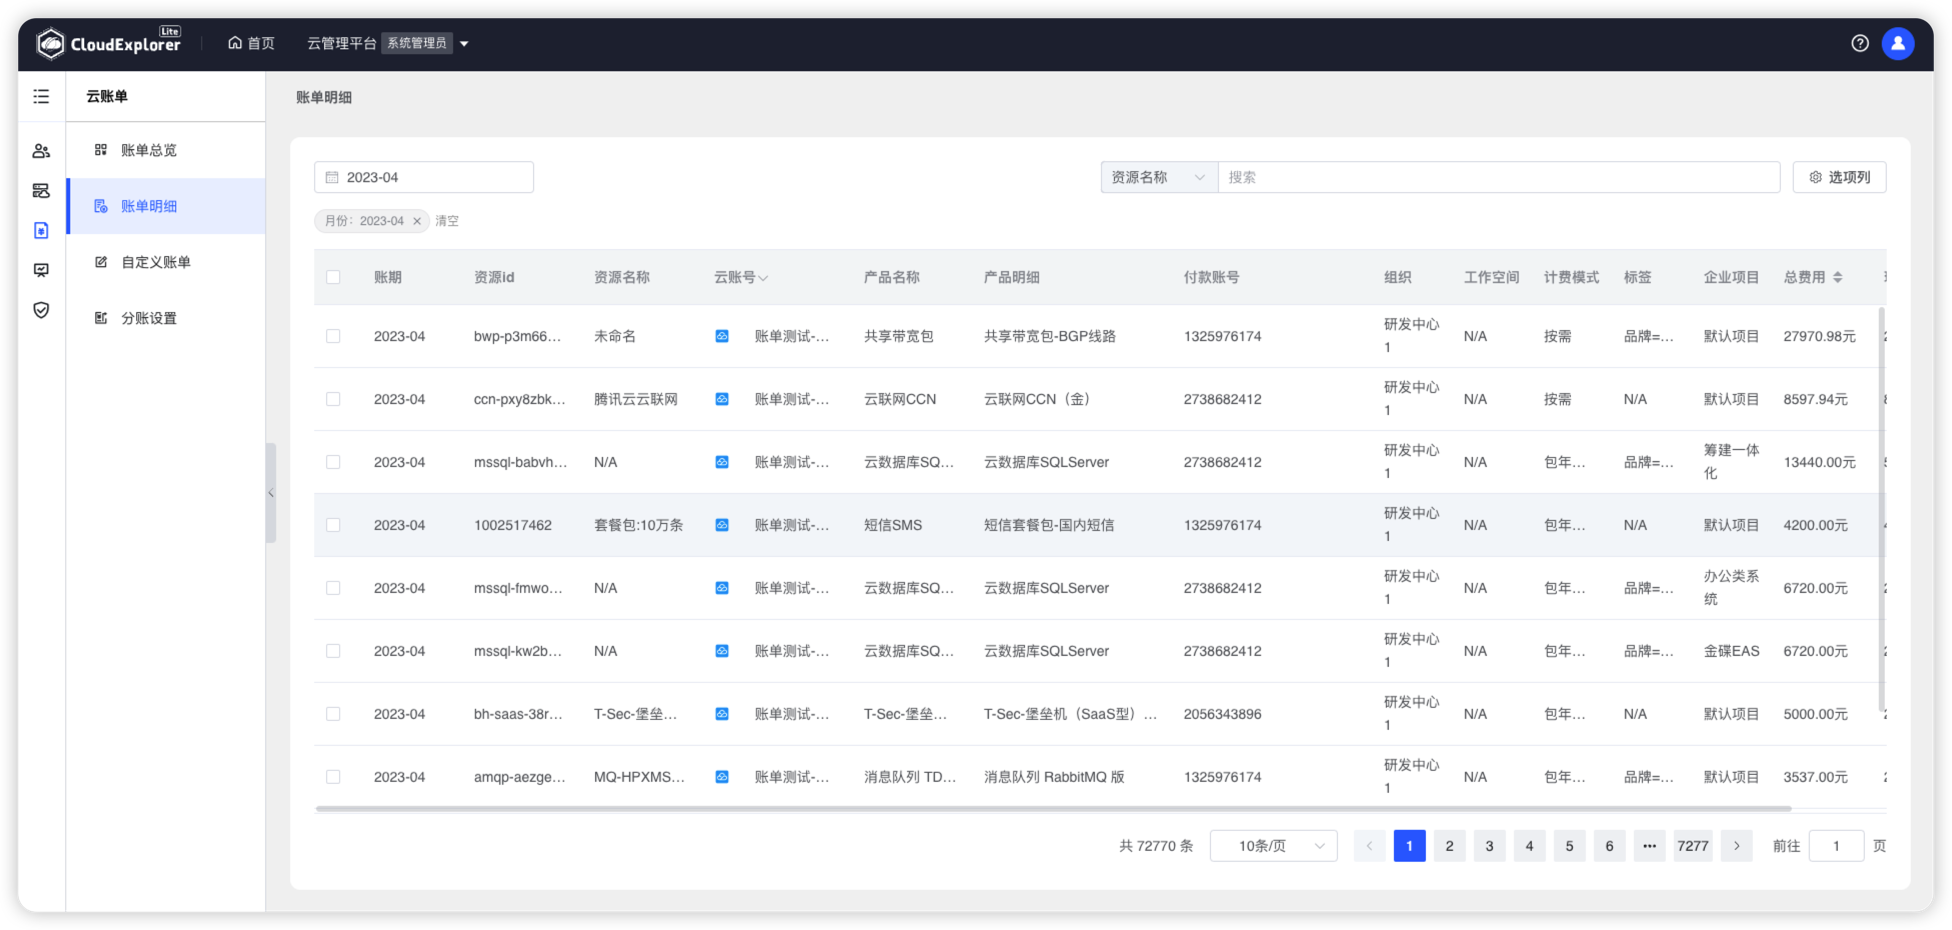 CloudExplorer Lite 首页 云管理平台 系统管理员
云账单
账单总览
账单明细
自定义账单
分账设置
账单明细
2023-04 资源名称 搜索 选项列
月份：2023-04 清空
账期 资源id 资源名称 云账号 产品名称 产品明细 付款账号 组织 工作空间 计费模式 标签 企业项目 总费用
2023-04 bwp-p3m66... 未命名 账单测试-... 共享带宽包 共享带宽包-BGP线路 1325976174 研发中心1 N/A 按需 品牌=... 默认项目 27970.98元
2023-04 ccn-pxy8zbk... 腾讯云云联网 账单测试-... 云联网CCN 云联网CCN（金） 2738682412 研发中心1 N/A 按需 N/A 默认项目 8597.94元
2023-04 mssql-babvh... N/A 账单测试-... 云数据库SQ... 云数据库SQLServer 2738682412 研发中心1 N/A 包年... 品牌=... 筹建一体化 13440.00元
2023-04 1002517462 套餐包:10万条 账单测试-... 短信SMS 短信套餐包-国内短信 1325976174 研发中心1 N/A 包年... N/A 默认项目 4200.00元
2023-04 mssql-fmwo... N/A 账单测试-... 云数据库SQ... 云数据库SQLServer 2738682412 研发中心1 N/A 包年... 品牌=... 办公类系统 6720.00元
2023-04 mssql-kw2b... N/A 账单测试-... 云数据库SQ... 云数据库SQLServer 2738682412 研发中心1 N/A 包年... 品牌=... 金碟EAS 6720.00元
2023-04 bh-saas-38r... T-Sec-堡垒... 账单测试-... T-Sec-堡垒... T-Sec-堡垒机（SaaS型）... 2056343896 研发中心1 N/A 包年... N/A 默认项目 5000.00元
2023-04 amqp-aezge... MQ-HPXMS... 账单测试-... 消息队列 TD... 消息队列 RabbitMQ 版 1325976174 研发中心1 N/A 包年... 品牌=... 默认项目 3537.00元
共 72770 条 10条/页 1 2 3 4 5 6 ... 7277 前往 1 页